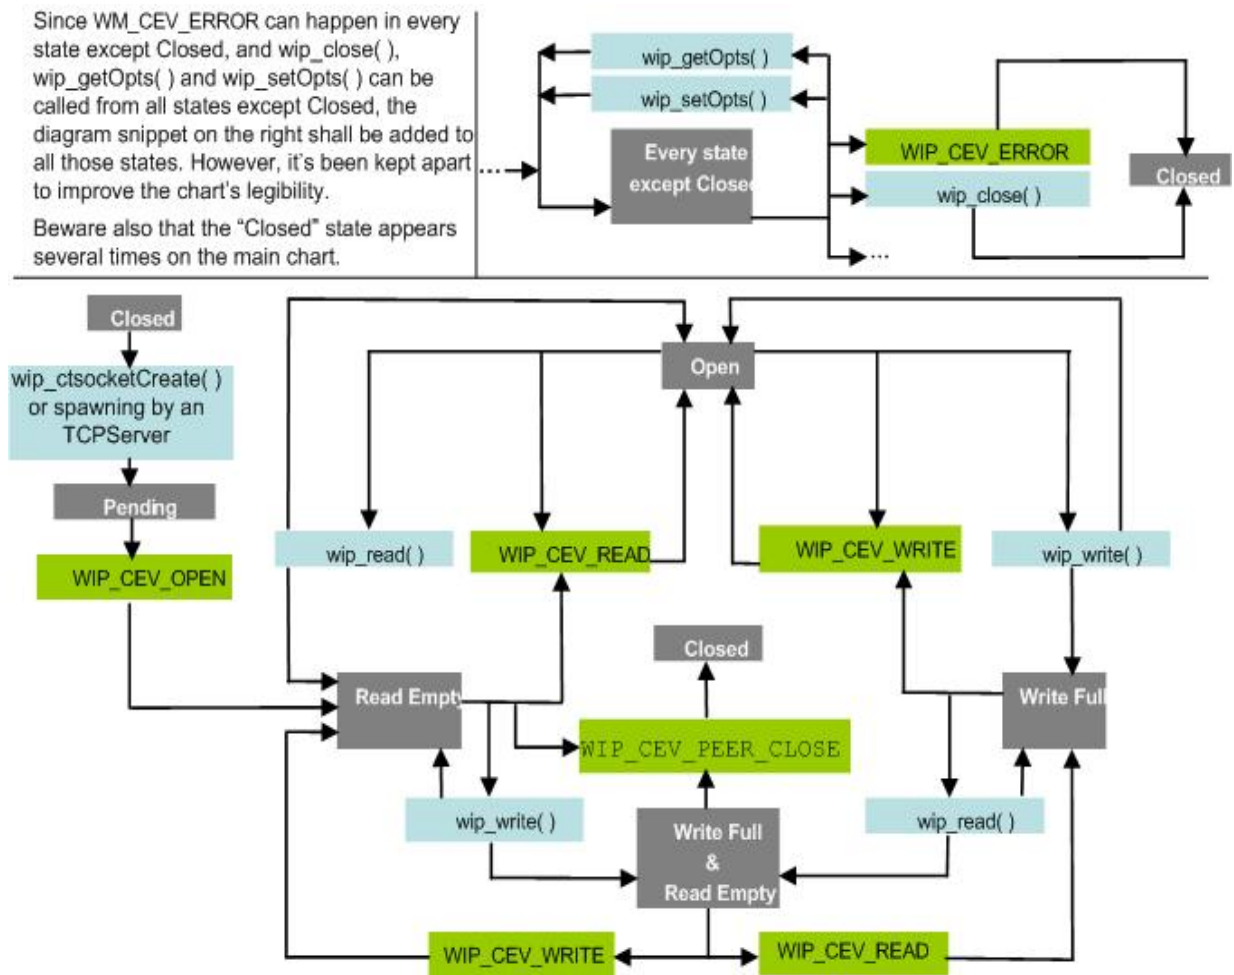 Since WM_CEV_ERROR can happen in every
state except Closed, and wip_close( ),
wip_getOpts( ) and wip_setOpts( ) can be
called from all states except Closed, the
diagram snippet on the right shall be added to
all those states. However, it's been kept apart
to improve the chart's legibility.
Beware also that the “Closed” state appears
several times on the main chart.
...
wip_getOpts( )
wip_setOpts( )
Every state
except Closed
WIP_CEV_ERROR
wip_close( )
...
Closed
Closed
wip_ctsocketCreate( )
or spawning by an
TCPServer
Pending
WIP_CEV_OPEN
Open
wip_read( )
WIP_CEV_READ
WIP_CEV_WRITE
wip_write( )
Closed
Read Empty
Write Full
WIP_CEV_PEER_CLOSE
wip_write( )
Write Full
&
Read Empty
wip_read( )
WIP_CEV_WRITE
WIP_CEV_READ